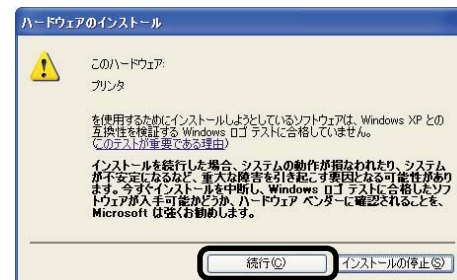 ハードウェアのインストール
このハードウェア:
プリンタ
を使用するためにインストールしようとしているソフトウェアは、Windows XP との
互換性を検証する Windows ロゴ テストに合格していません。
(このテストが重要である理由)
インストールを続行した場合、システムの動作が損なわれたり、システム
が不安定になるなど、重大な障害を引き起こす要因となる可能性があり
ます。今すぐインストールを中断し、Windows ロゴ テストに合格したソフ
トウェアが入手可能かどうか、ハードウェア ベンダーに確認されることを、
Microsoft は強くお勧めします。
続行(C)
インストールの停止(S)